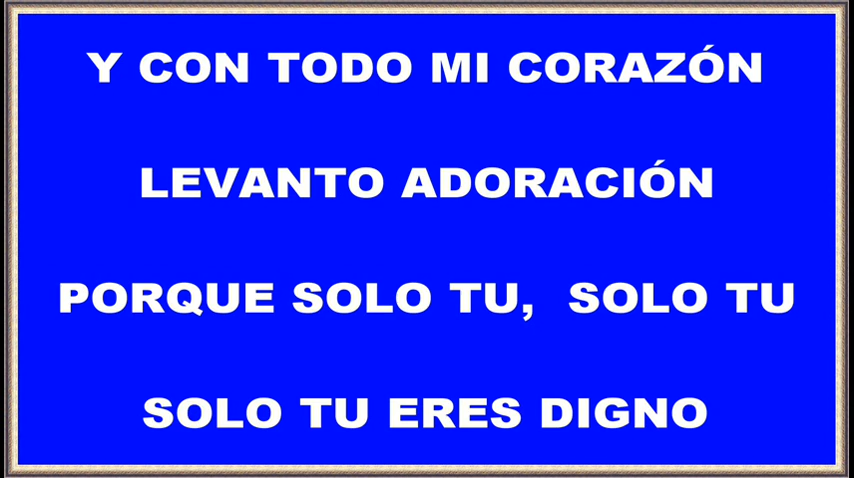 Y CON TODO MI CORAZÓN
LEVANTO ADORACIÓN
PORQUE SOLO TU,  SOLO TU
SOLO TU ERES DIGNO